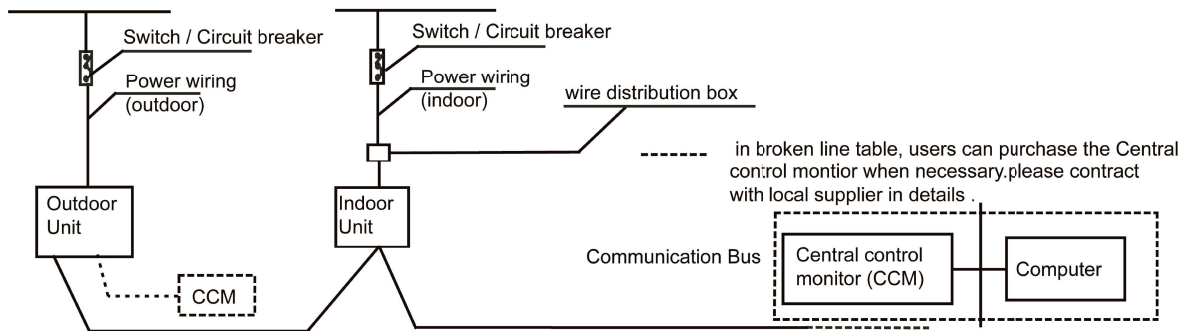 Switch / Circuit breaker
Power wiring
(outdoor)
Outdoor
Unit
CCM
Switch / Circuit breaker
Power wiring
(indoor)
wire distribution box
Indoor
Unit
in broken line table, users can purchase the Central
control montior when necessary.please contract
with local supplier in details .
Communication Bus
Central control
monitor (CCM)
Computer